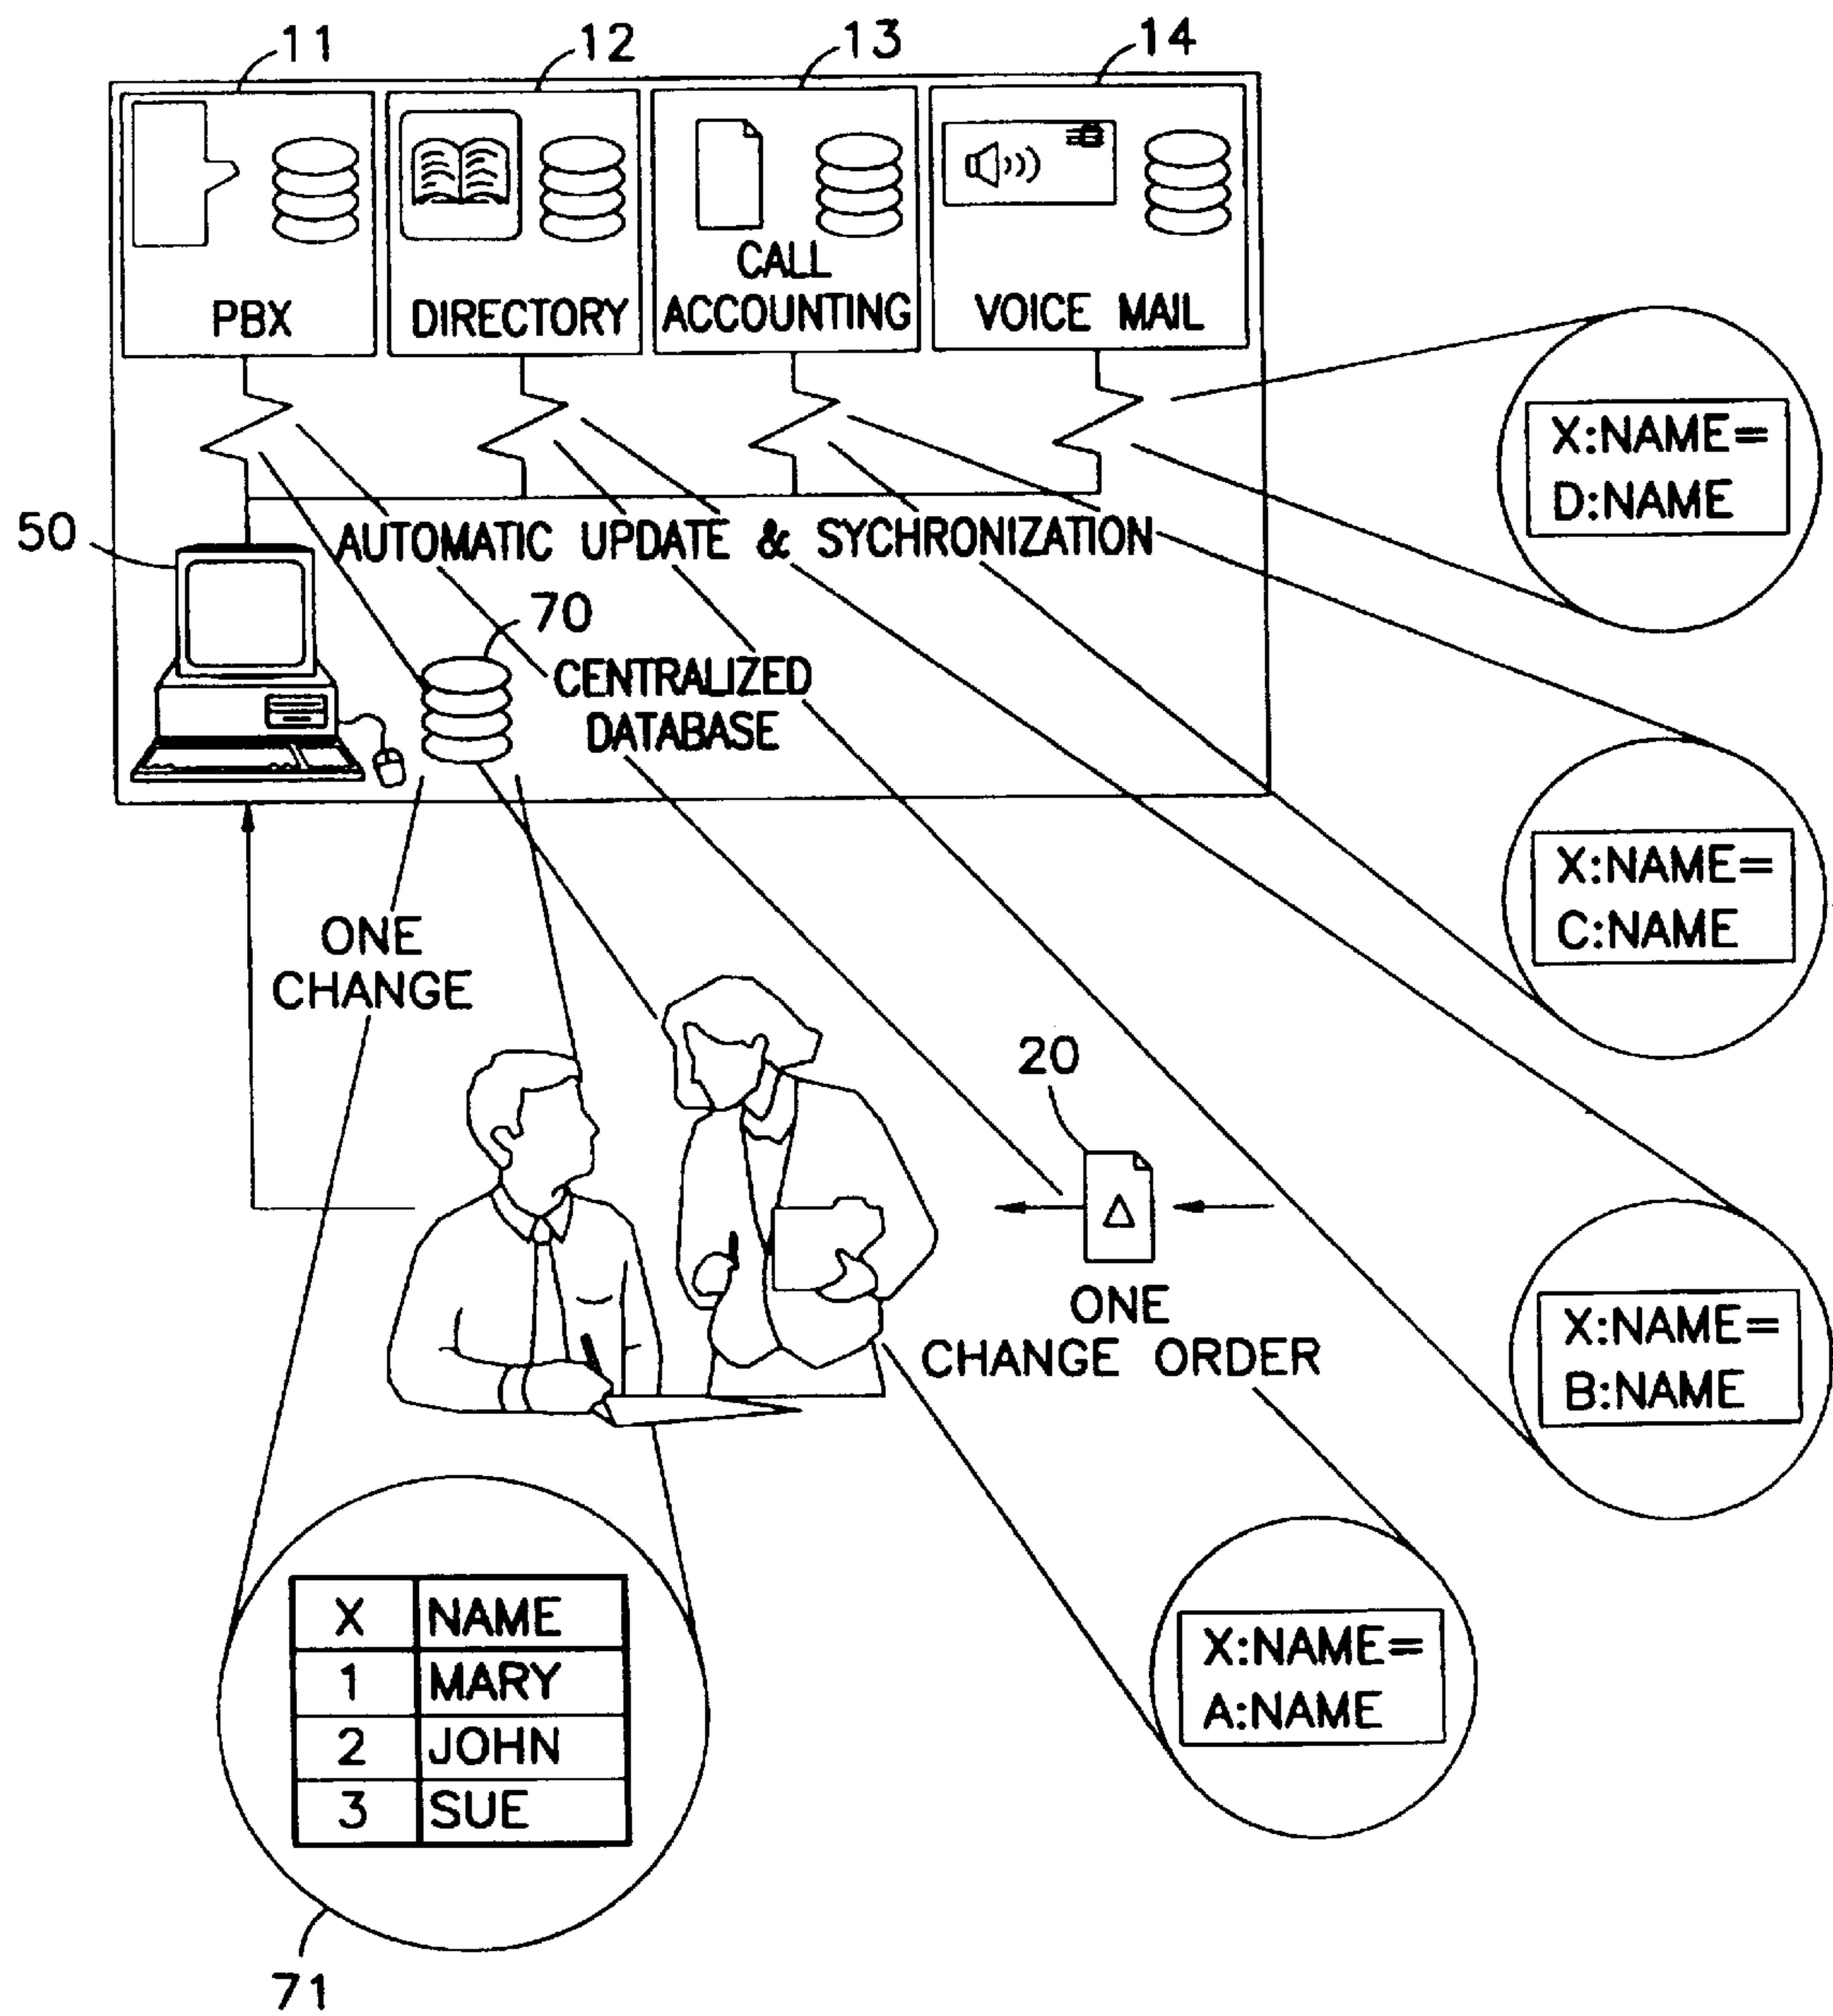 11
12
13
14
PBX
DIRECTORY
CALL
ACCOUNTING
VOICE MAIL
X:NAME=
D:NAME
50
AUTOMATIC UPDATE & SYCHRONIZATION
70
CENTRALIZED
DATABASE
X:NAME=
C:NAME
ONE
CHANGE
20
Δ
ONE
CHANGE ORDER
X:NAME=
B:NAME
X NAME
1 MARY
2 JOHN
3 SUE
X:NAME=
A:NAME
71